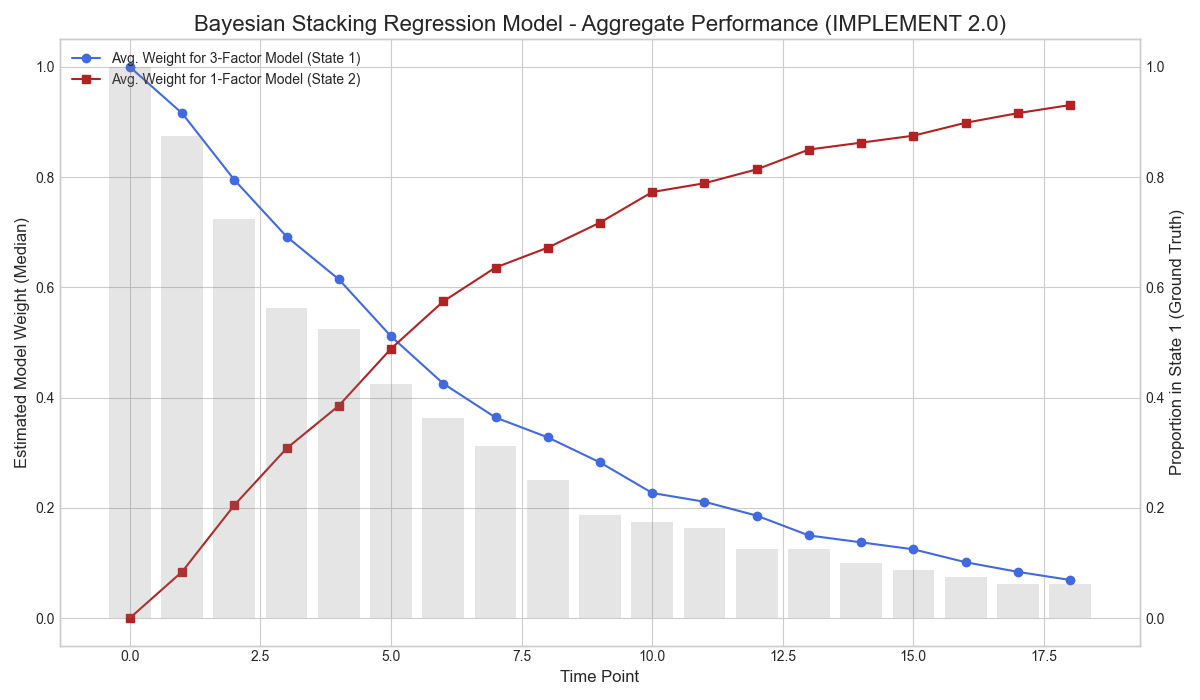 Bayesian Stacking Regression Model - Aggregate Performance (IMPLEMENT 2.0)
Avg. Weight for 3-Factor Model (State 1)
Avg. Weight for 1-Factor Model (State 2)
Estimated Model Weight (Median)
1.0
0.8
0.6
0.4
0.2
0.0
1.0
0.8
0.6
0.4
0.2
0.0
Proportion in State 1 (Ground Truth)
0.0 2.5 5.0 7.5 10.0 12.5 15.0 17.5
Time Point